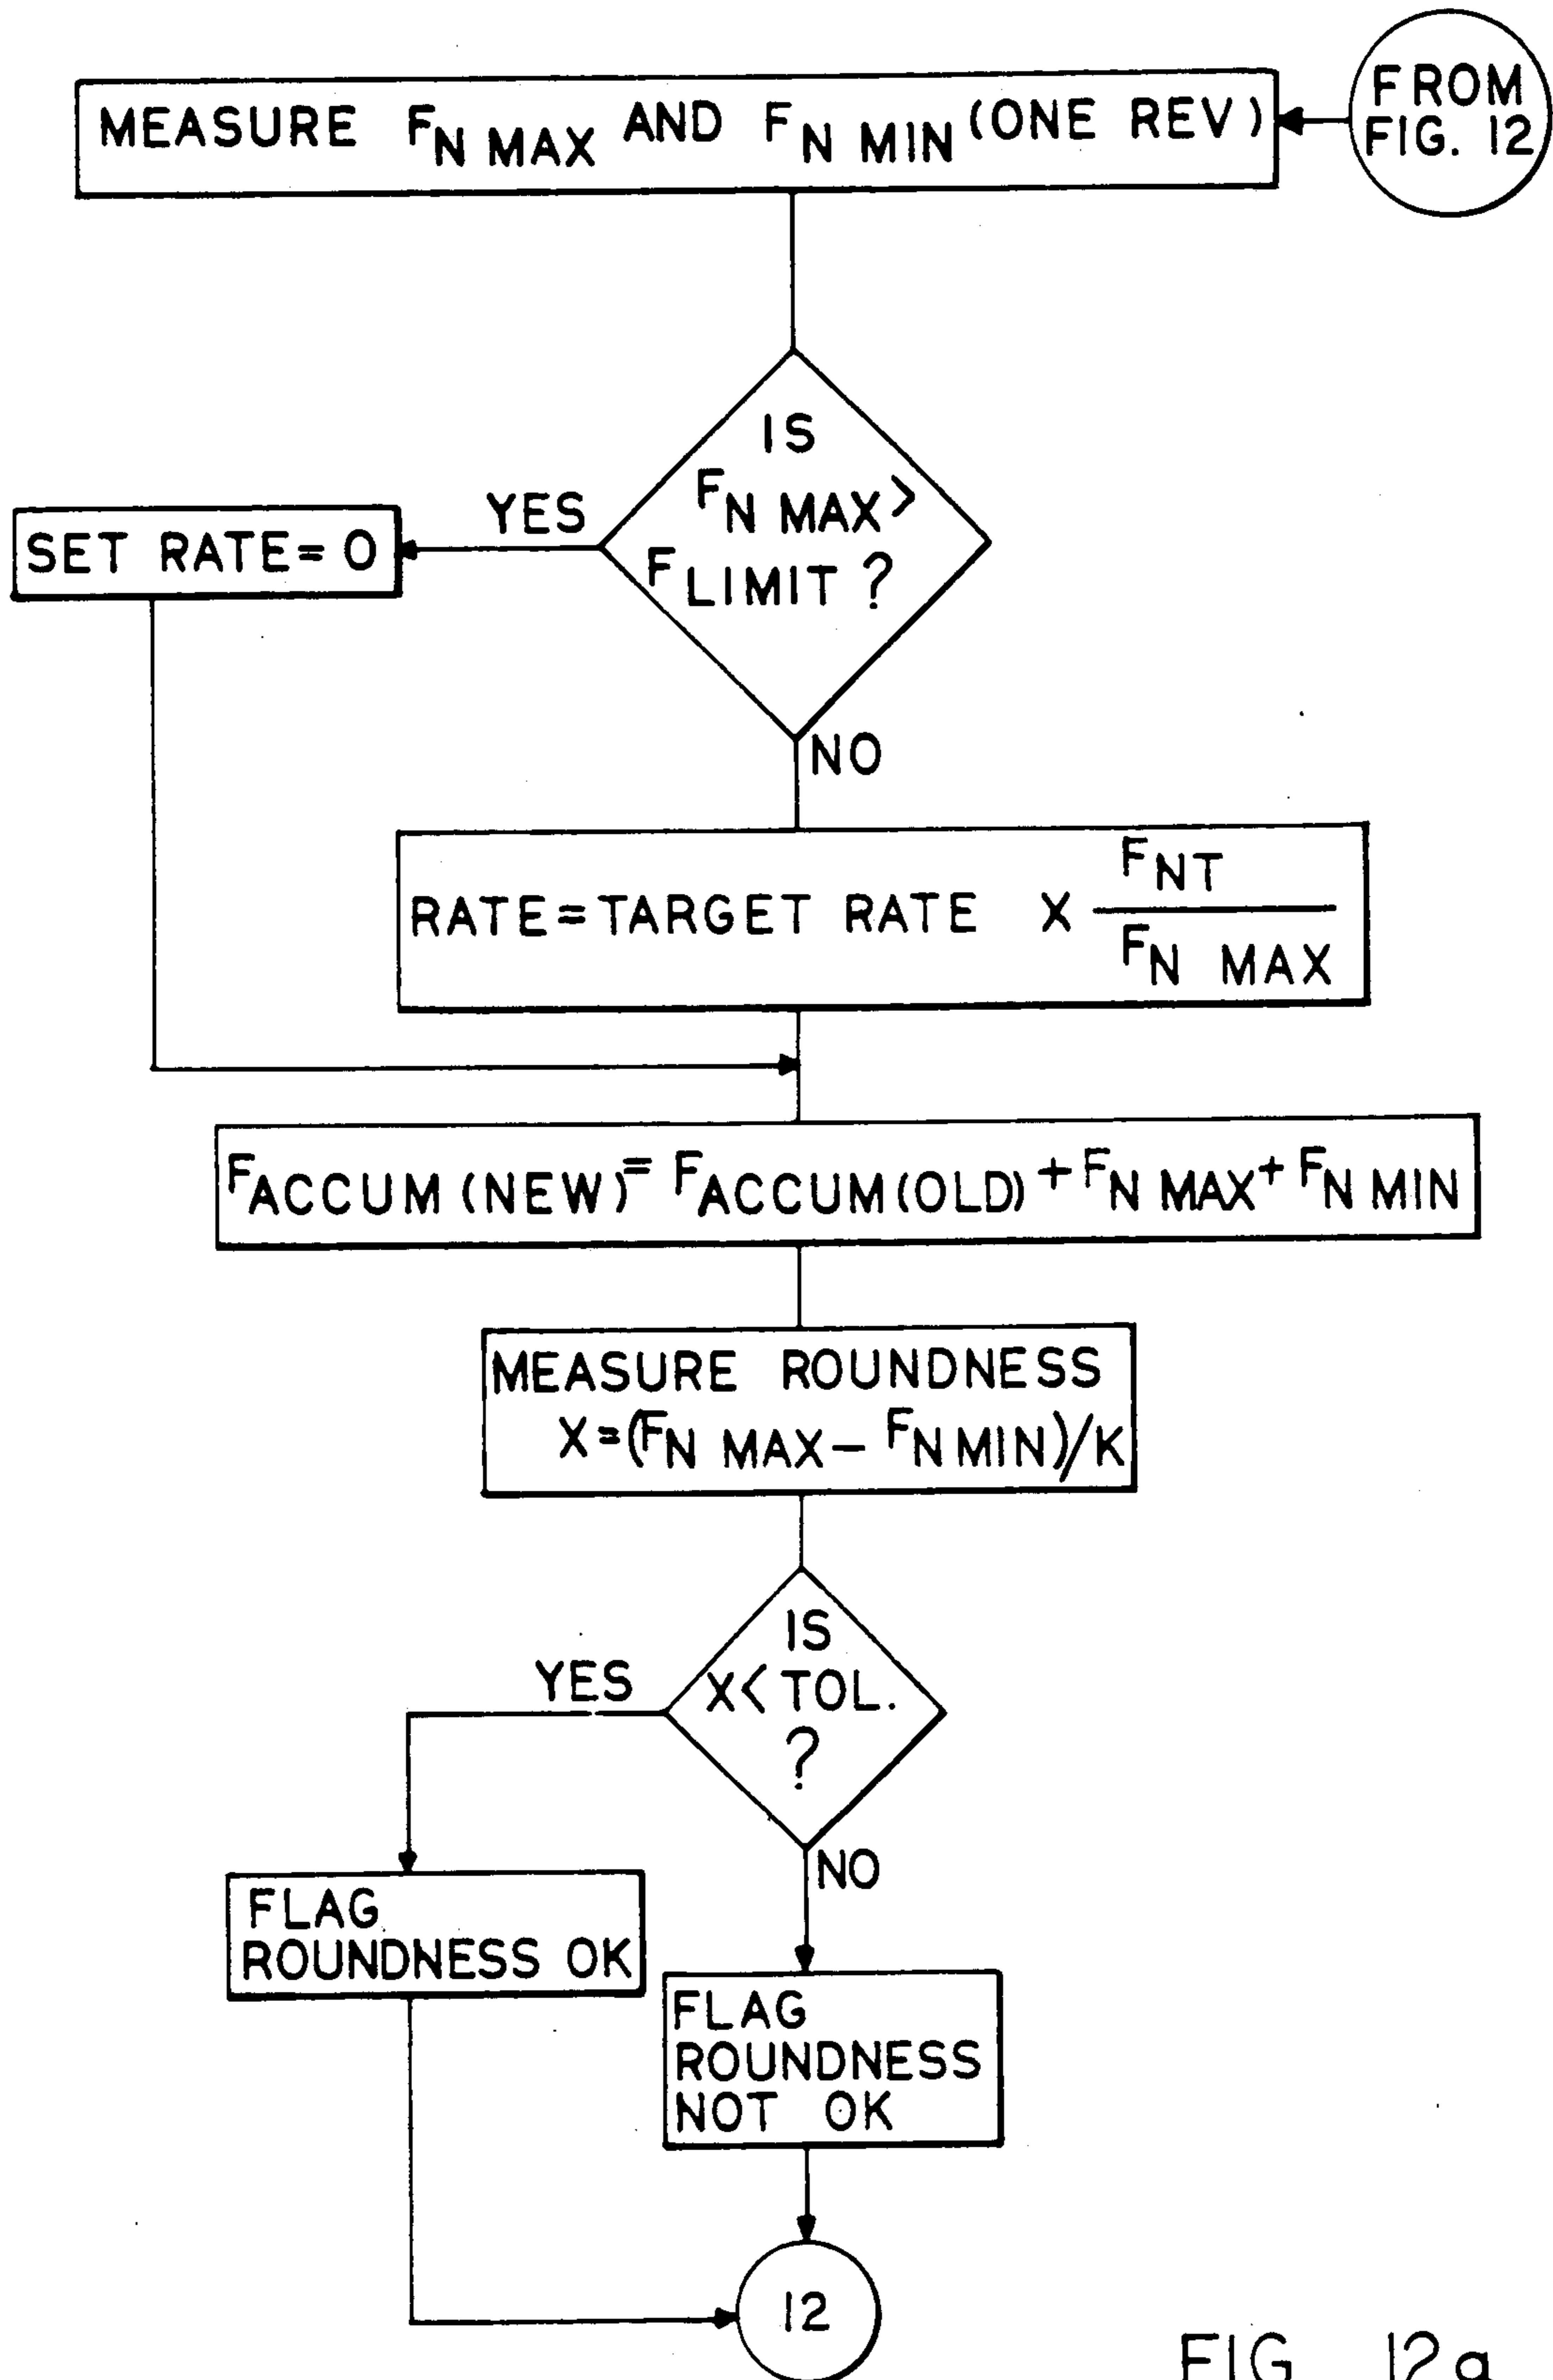 FROM
FIG. 12
MEASURE F N MAX AND F N MIN (ONE REV)
IS
F N MAX >
F LIMIT ?
YES
SET RATE = 0
NO
RATE = TARGET RATE X F NT
F N MAX
F ACCUM (NEW) = F ACCUM (OLD) + F N MAX + F N MIN
MEASURE ROUNDNESS
X = (F N MAX - F N MIN)/K
IS
X < TOL.
?
YES
NO
FLAG
ROUNDNESS OK
FLAG
ROUNDNESS
NOT OK
12
FIG 12a